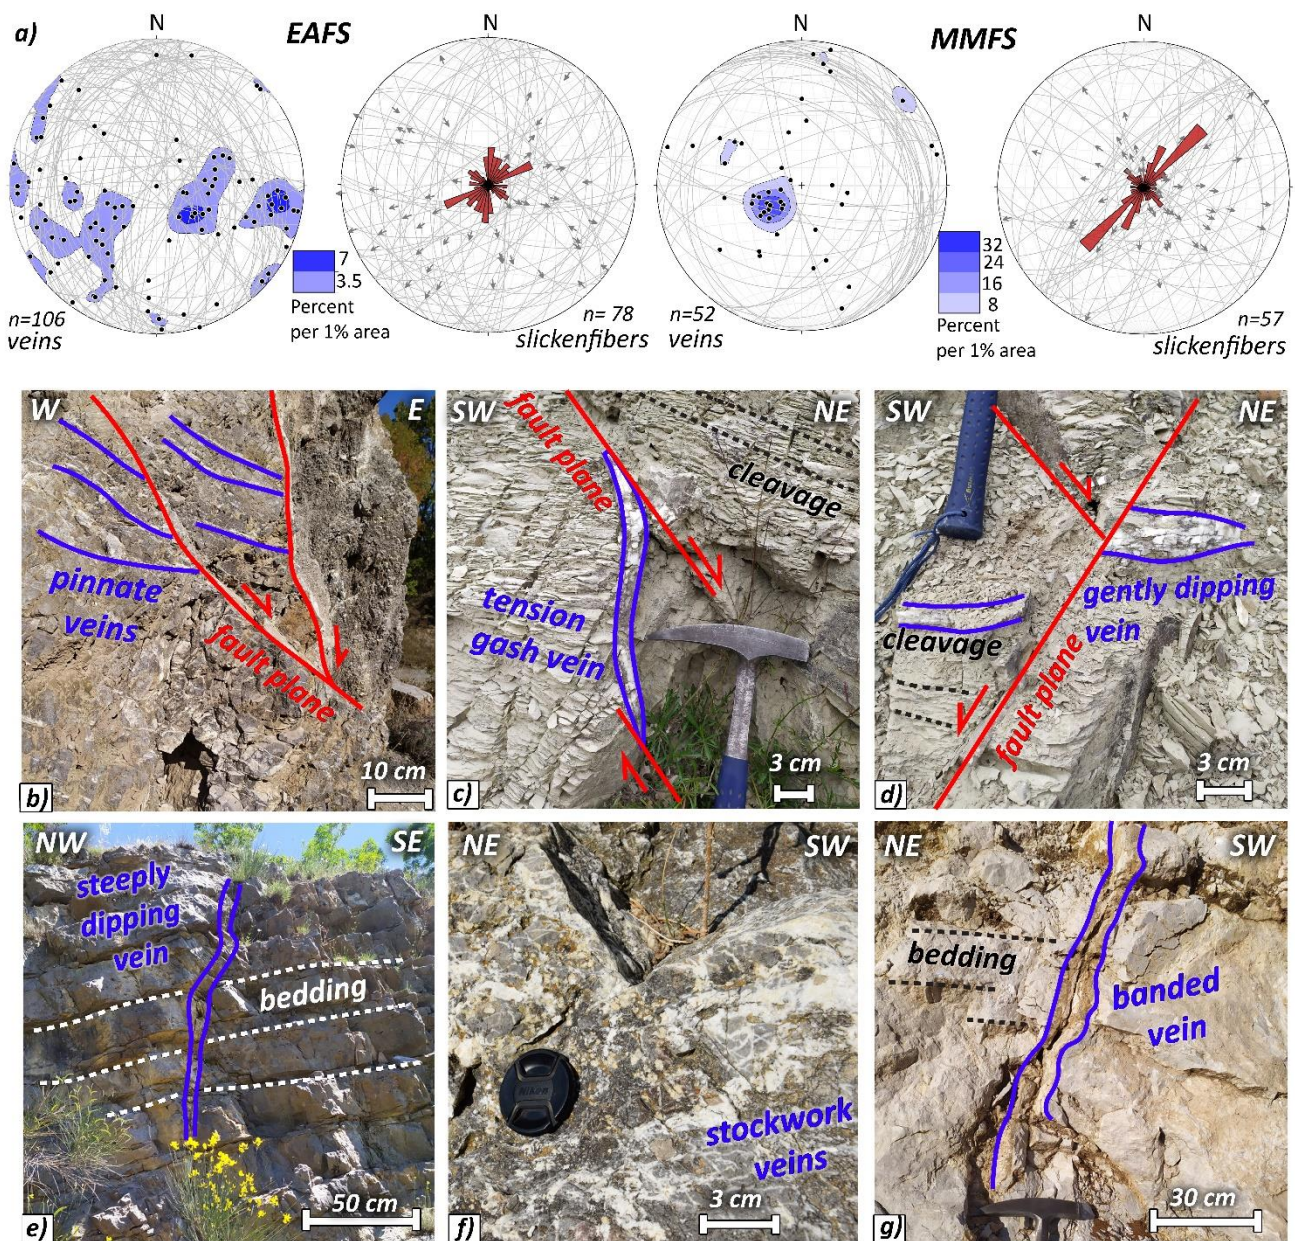 a)
N
EAFS
N
N
MMFS
N
7
3.5
Percent
per 1% area
n=106
veins
n= 78
slickenfibers
n=52
veins
32
24
16
8
Percent
per 1% area
n=57
slickenfibers
W
E
pinnate
veins
fault plane
10 cm
b)
SW
NE
fault plane
cleavage
tension
gash vein
3 cm
c)
SW
NE
cleavage
gently dipping
vein
fault plane
3 cm
d)
NW
SE
steeply
dipping
vein
bedding
50 cm
e)
NE
SW
Nikon
stockwork
veins
3 cm
f)
NE
SW
bedding
banded
vein
30 cm
g)